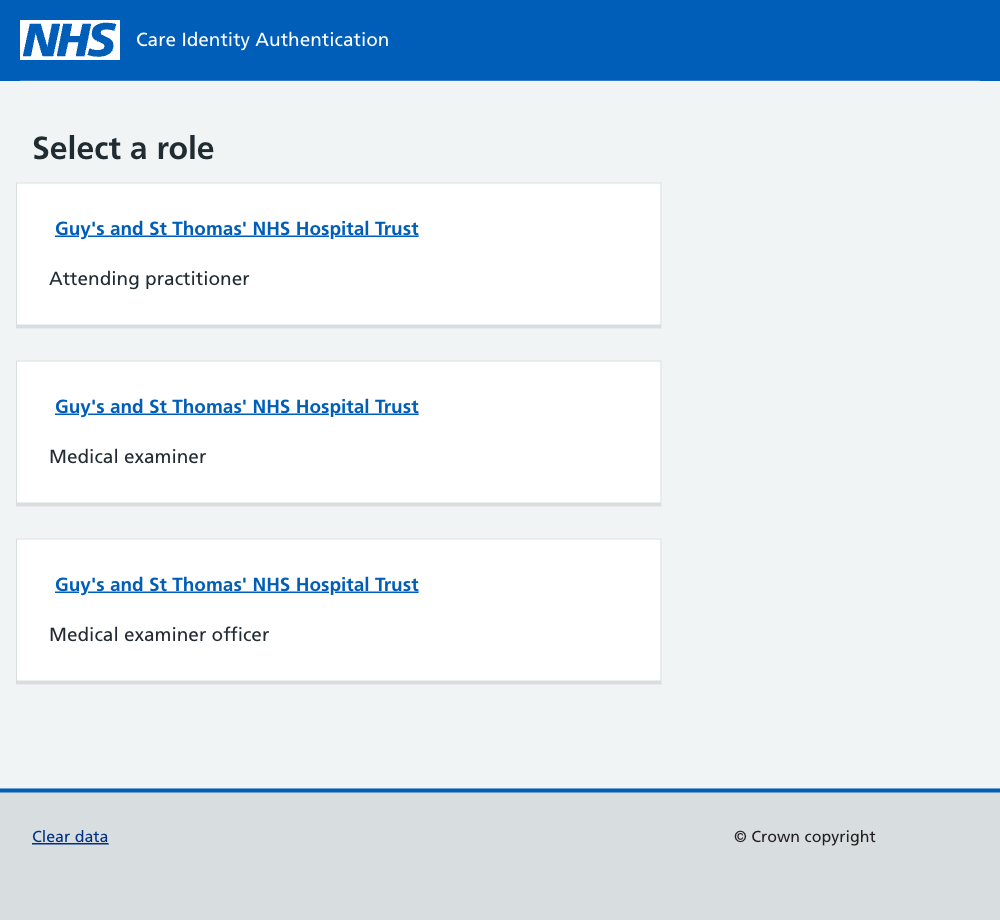 NHS Care Identity Authentication
Select a role
Guy's and St Thomas' NHS Hospital Trust
Attending practitioner
Guy's and St Thomas' NHS Hospital Trust
Medical examiner
Guy's and St Thomas' NHS Hospital Trust
Medical examiner officer
Clear data
© Crown copyright